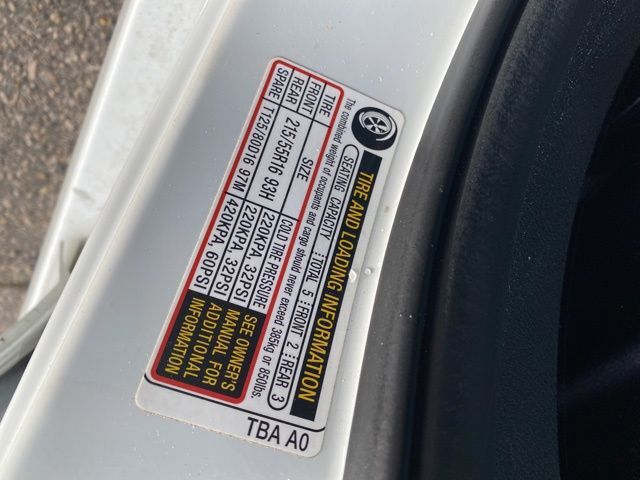 TIRE AND LOADING INFORMATION
SEATING CAPACITY : TOTAL 5 : FRONT 2 : REAR 3
The combined weight of occupants and cargo should never exceed 385kg or 850lbs.
TIRE SIZE COLD TIRE PRESSURE
FRONT 215/55R16 93H 220KPA, 32PSI
REAR 220KPA, 32PSI
SPARE T125/80D16 97M 420KPA, 60PSI
SEE OWNER'S
MANUAL FOR
ADDITIONAL
INFORMATION
TBA A0